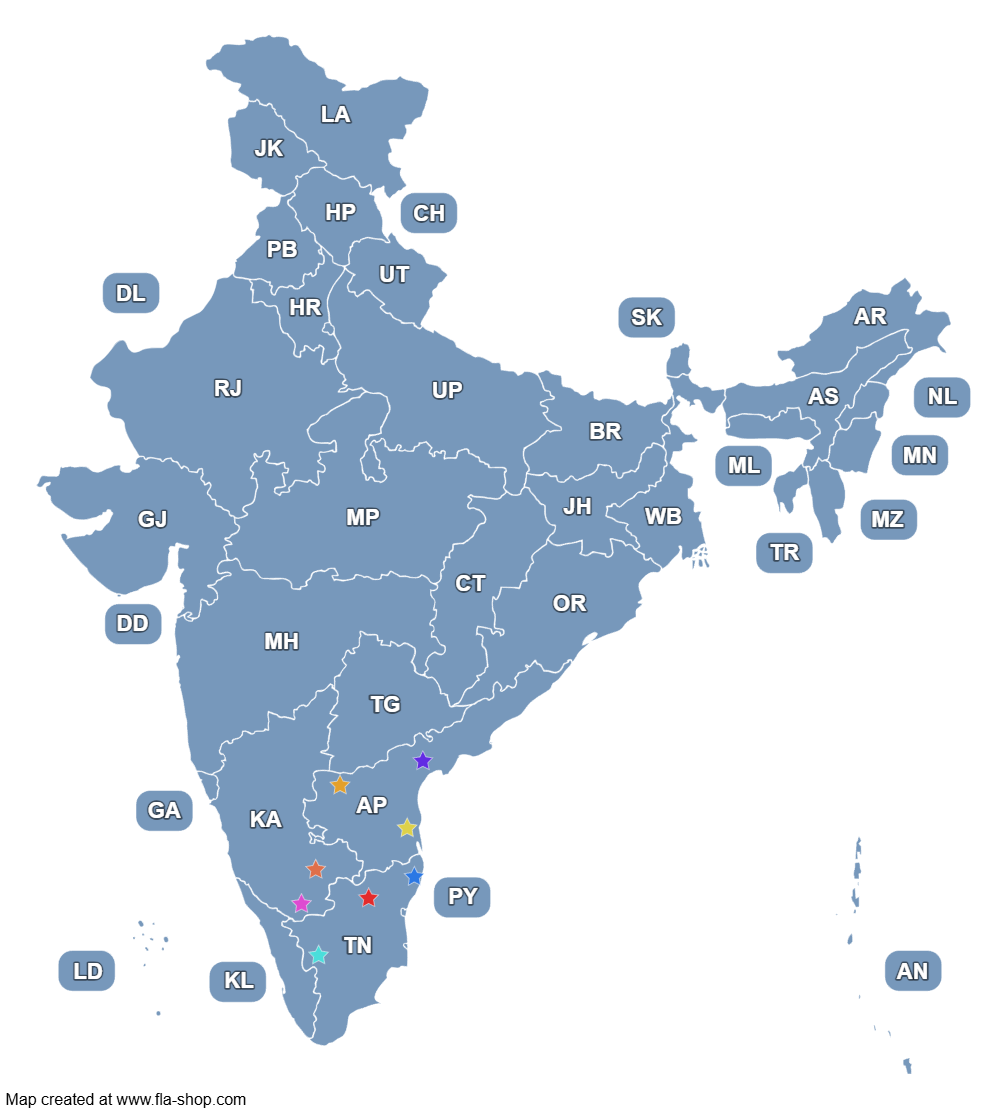 LA
JK
HP
CH
PB
UT
DL
HR
SK
AR
RJ
UP
AS
NL
BR
ML
MN
GJ
MP
JH
WB
MZ
TR
CT
OR
DD
MH
TG
GA
KA
AP
PY
TN
LD
KL
AN
Map created at www.fla-shop.com